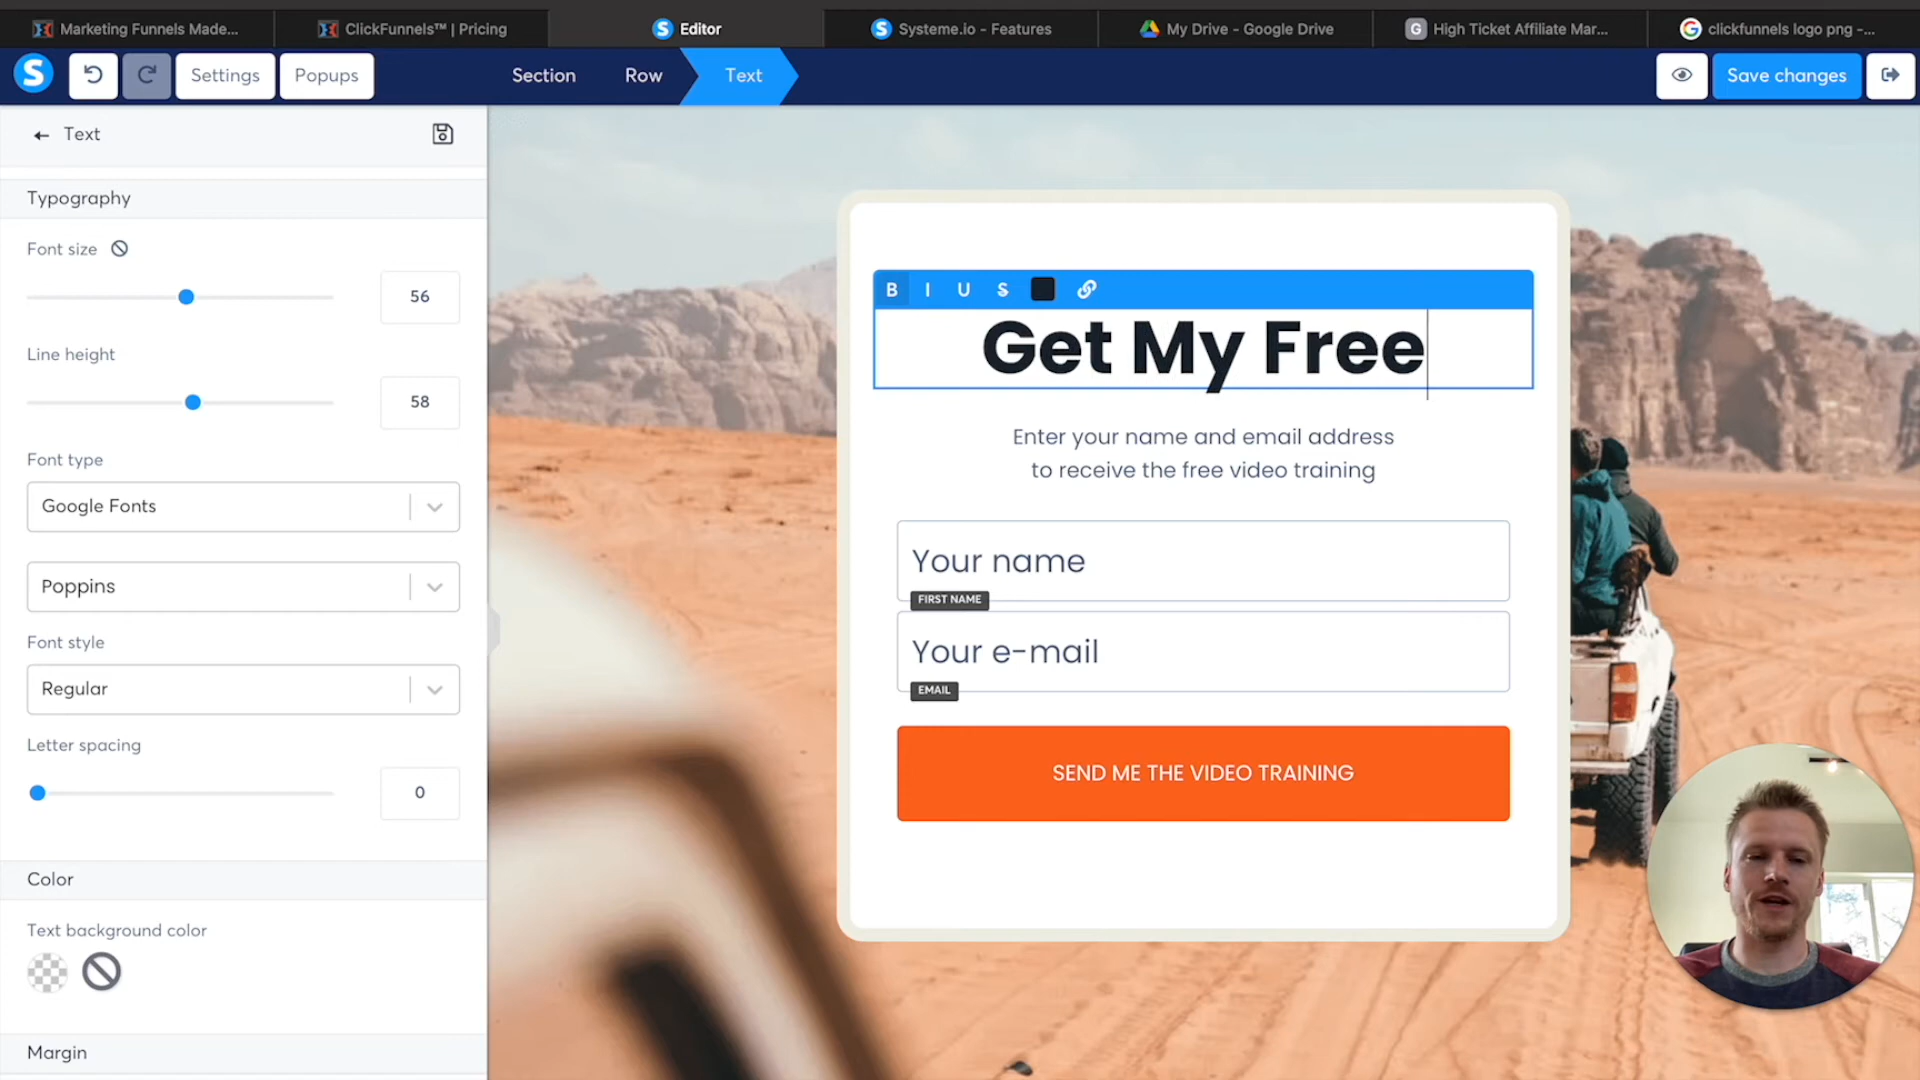 Marketing Funnels Made...
ClickFunnels™ | Pricing
Editor
Systeme.io - Features
My Drive - Google Drive
High Ticket Affiliate Mar...
clickfunnels logo png -...
Settings
Popups
Section
Row
Text
Save changes
Text
Typography
Font size
56
Line height
58
Font type
Google Fonts
Poppins
Font style
Regular
Letter spacing
0
Color
Text background color
Margin
B I U S
Get My Free
Enter your name and email address
to receive the free video training
Your name
FIRST NAME
Your e-mail
EMAIL
SEND ME THE VIDEO TRAINING